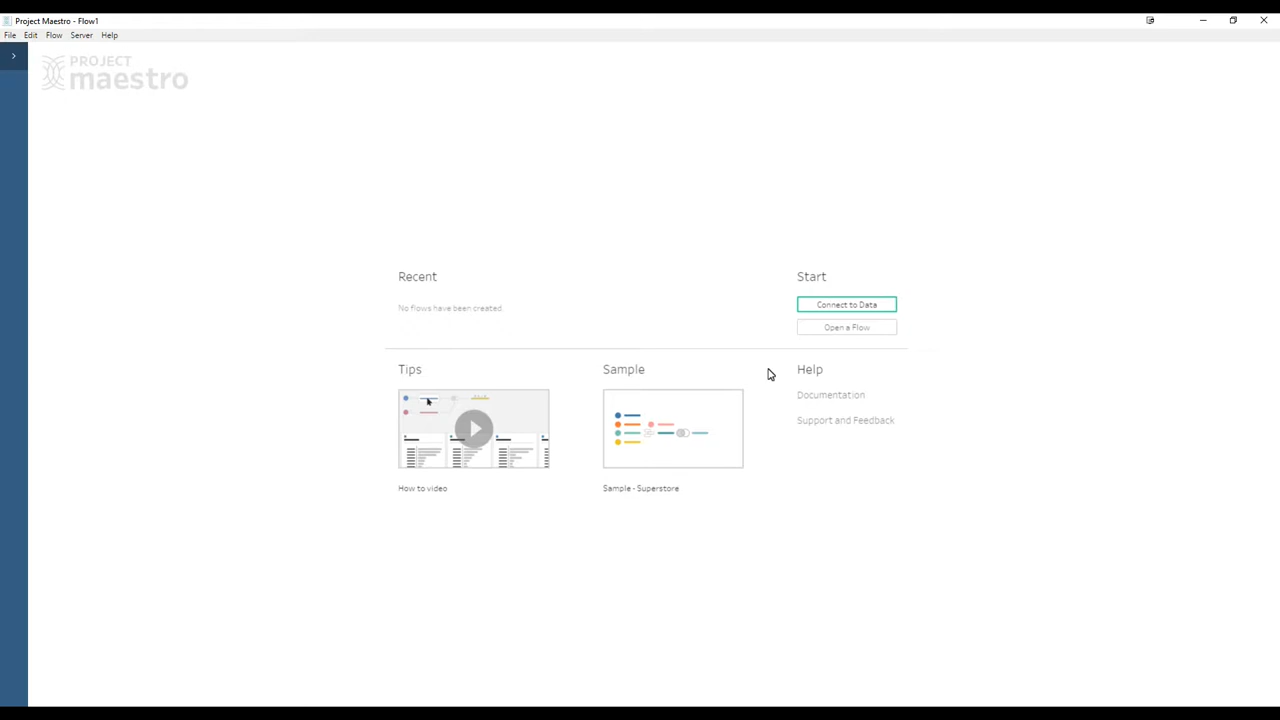 Project Maestro - Flow1
File Edit Flow Server Help
PROJECT
maestro
Recent
No flows have been created.
Start
Connect to Data
Open a Flow
Tips
How to video
Sample
Sample - Superstore
Help
Documentation
Support and Feedback